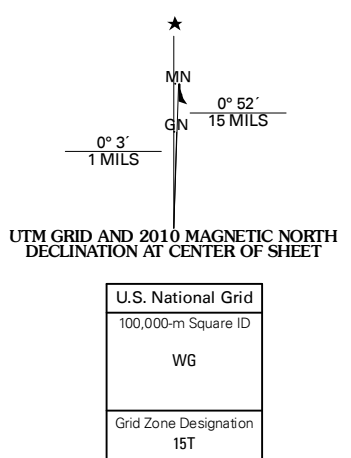 ★
MN
0° 52´
15 MILS
GN
0° 3´
1 MILS
UTM GRID AND 2010 MAGNETIC NORTH
DECLINATION AT CENTER OF SHEET
U.S. National Grid
100,000-m Square ID
WG
Grid Zone Designation
15T